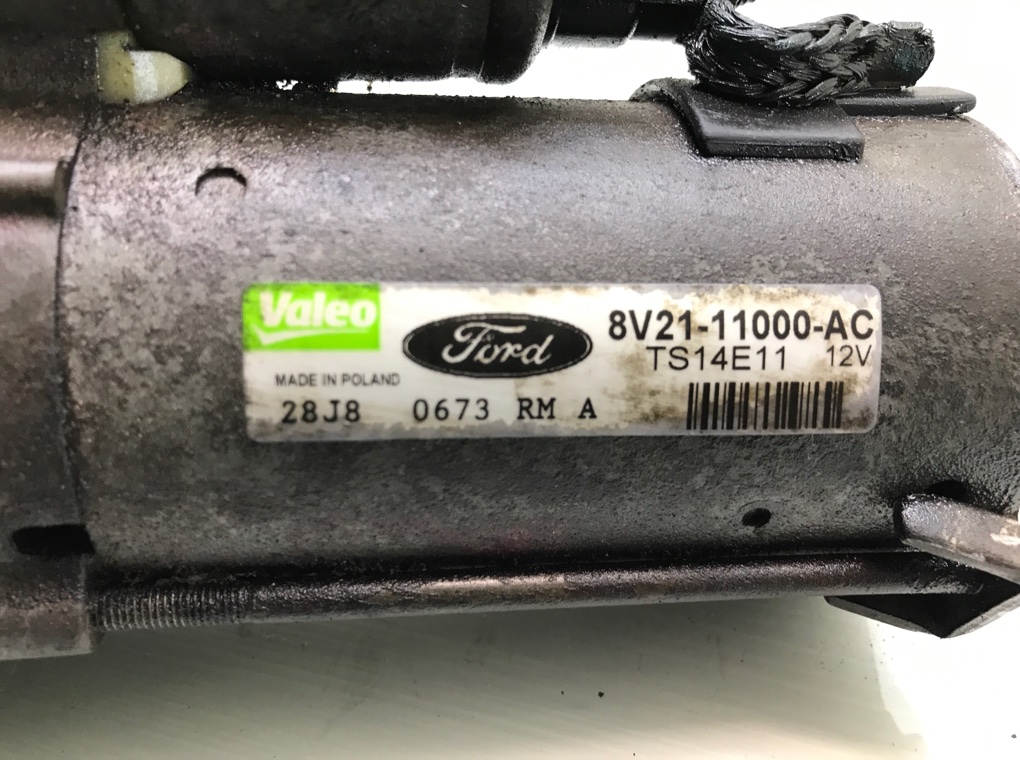 Valeo
Ford
8V21-11000-AC
TS14E11 12V
MADE IN POLAND
28J8 0673 RM A